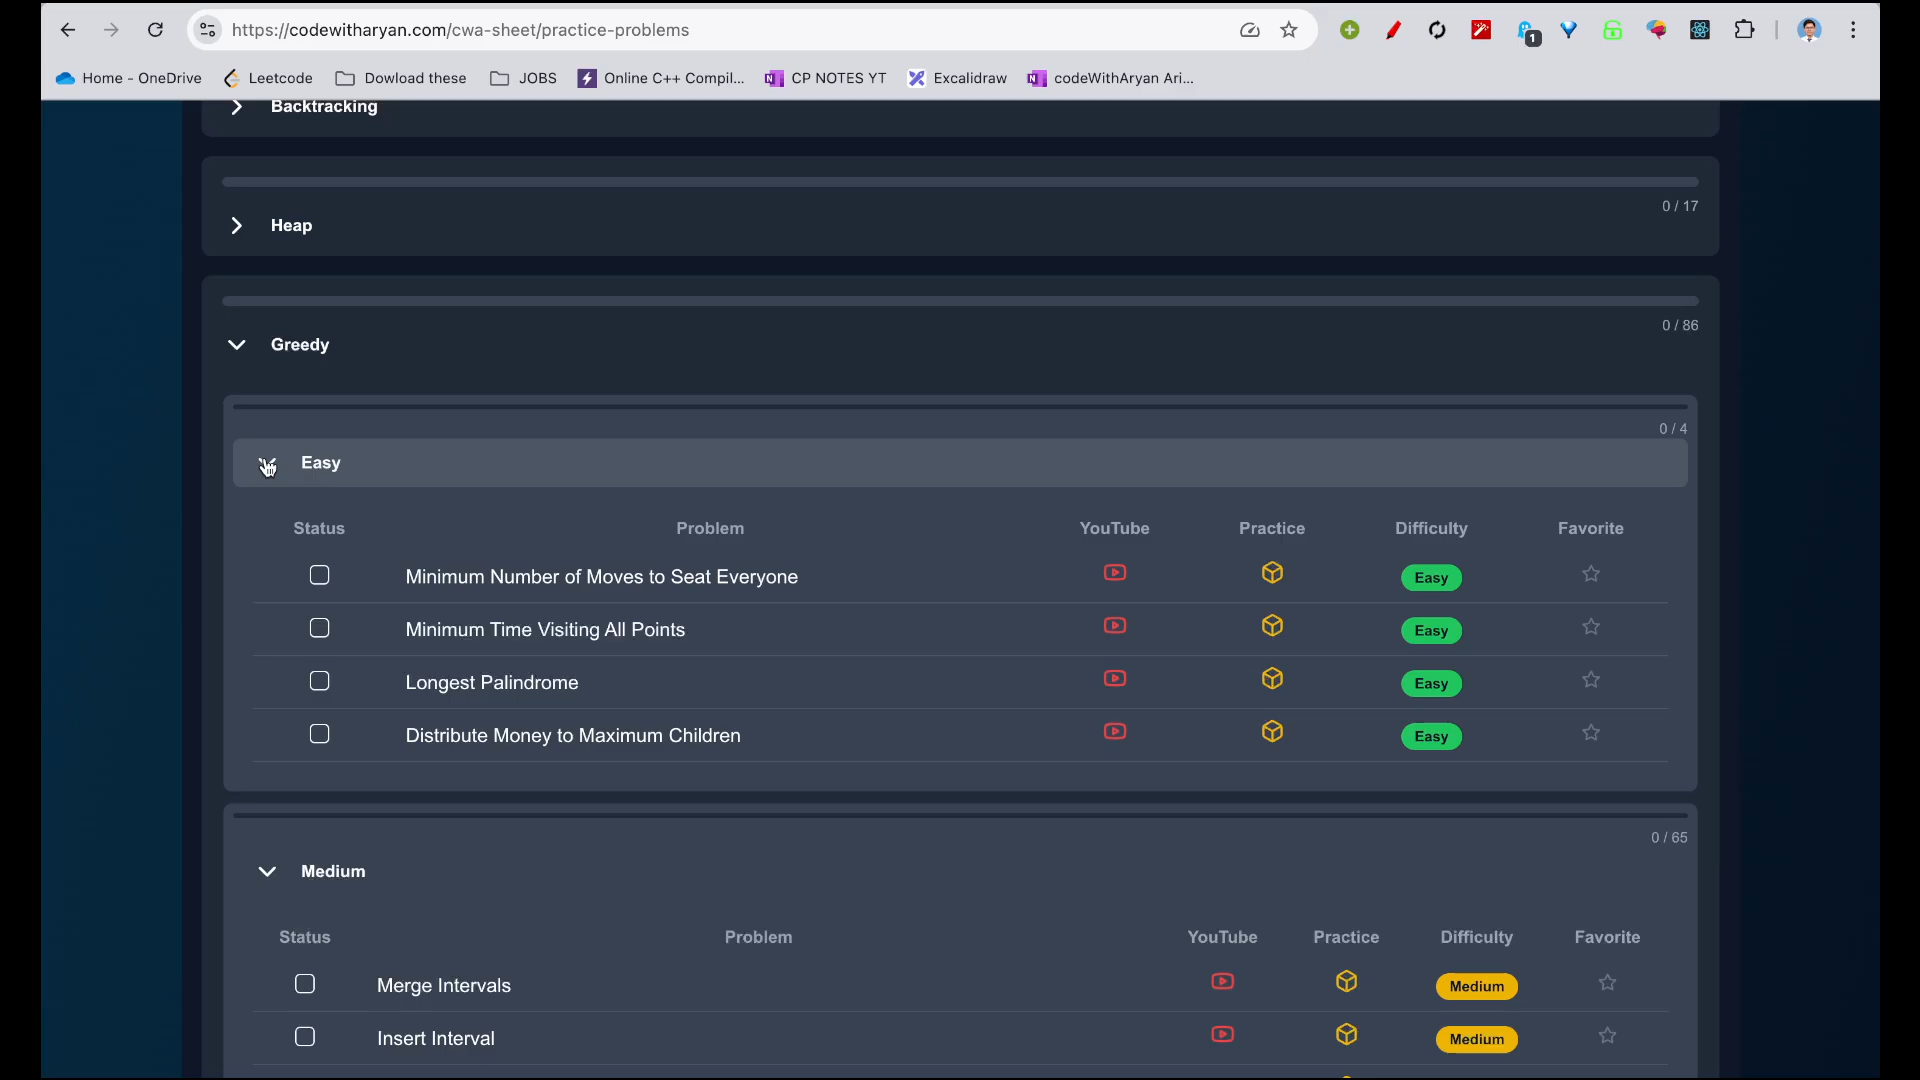 https://codewitharyan.com/cwa-sheet/practice-problems
1
Home - OneDrive Leetcode Dowload these JOBS Online C++ Compil... CP NOTES YT Excalidraw codeWithAryan Ari...
Backtracking
0 / 17
Heap
0 / 86
Greedy
0 / 4
Easy
Status Problem YouTube Practice Difficulty Favorite
Minimum Number of Moves to Seat Everyone Easy
Minimum Time Visiting All Points Easy
Longest Palindrome Easy
Distribute Money to Maximum Children Easy
0 / 65
Medium
Status Problem YouTube Practice Difficulty Favorite
Merge Intervals Medium
Insert Interval Medium